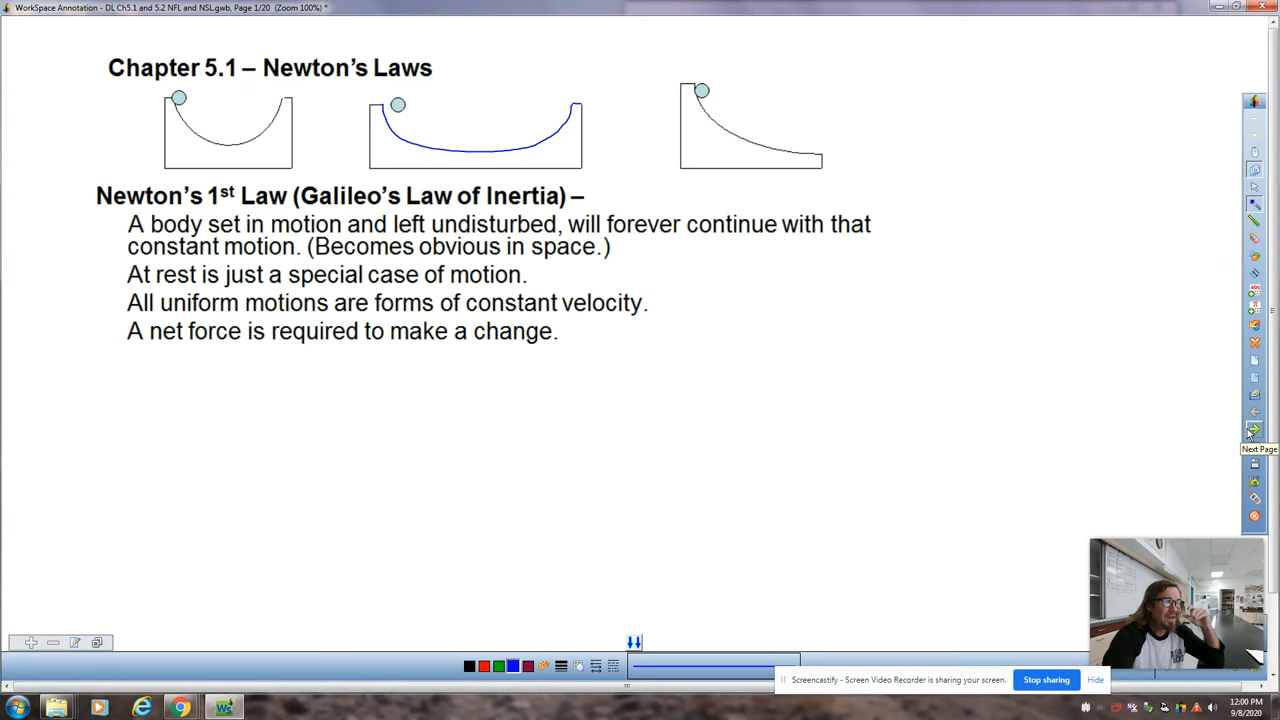 WorkSpace Annotation - DL Ch5.1 and 5.2 NFL and NSL.gwb, Page 1/20 (Zoom 100%) *
Chapter 5.1 – Newton's Laws
Newton's 1st Law (Galileo's Law of Inertia) –
A body set in motion and left undisturbed, will forever continue with that
constant motion. (Becomes obvious in space.)
At rest is just a special case of motion.
All uniform motions are forms of constant velocity.
A net force is required to make a change.
abc
Next Page
Screencastify - Screen Video Recorder is sharing your screen.
Stop sharing
Hide
12:00 PM
9/8/2020